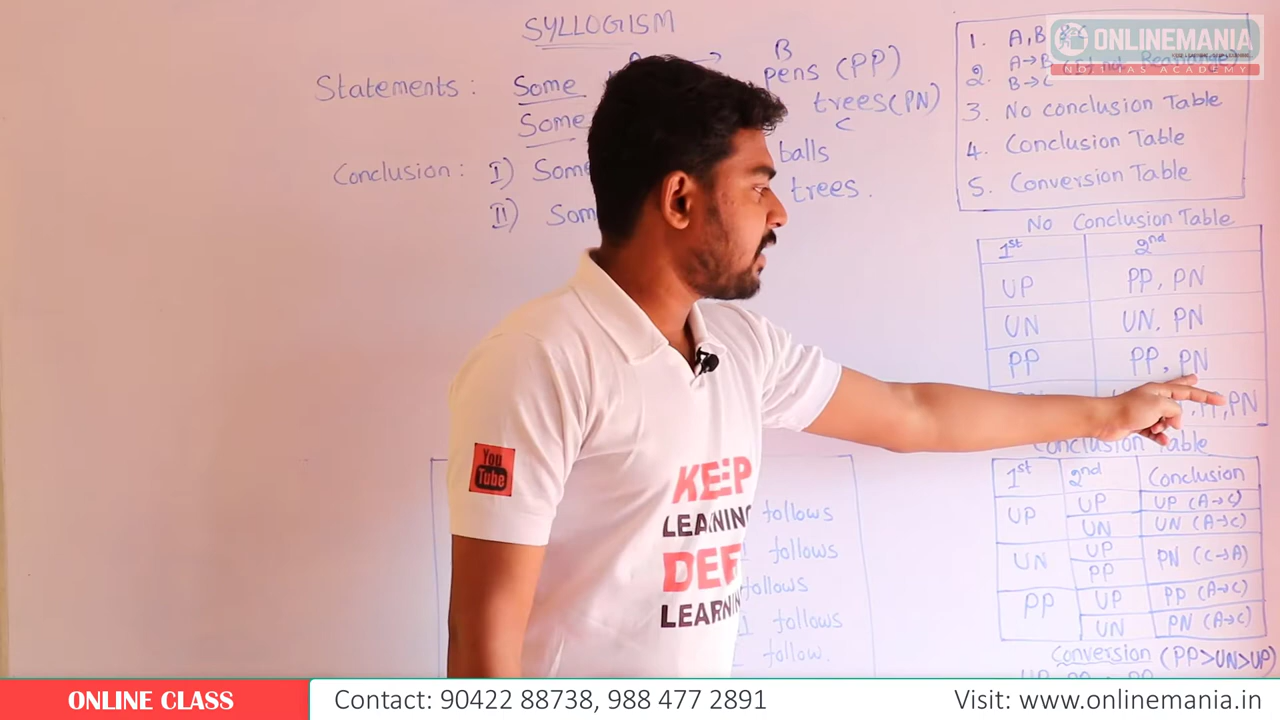 SYLLOGISM
A → B
Statements : Some pens (PP)
Some trees (PN)
C
Conclusion : I) Some balls
II) Som trees.
1. A, B & C
2. A→B
B→C
3. No conclusion Table
4. Conclusion Table
5. Conversion Table
ONLINEMANIA
ACADEMY
No Conclusion Table
1st 2nd
UP PP, PN
UN UN, PN
PP PP, PN
,PN
Conclusion Table
1st 2nd Conclusion
UP UP UP (A→C)
UN UN (A→C)
UN UP PN (C→A)
PP
PP UP PP (A→C)
UN PN (A→C)
Conversion (PP>UN>UP)
follows
follows
follows
follows
follow.
You
Tube
KEEP
LEARNING
DEE
LEARNIN
ONLINE CLASS
Contact: 90422 88738, 988 477 2891
Visit: www.onlinemania.in